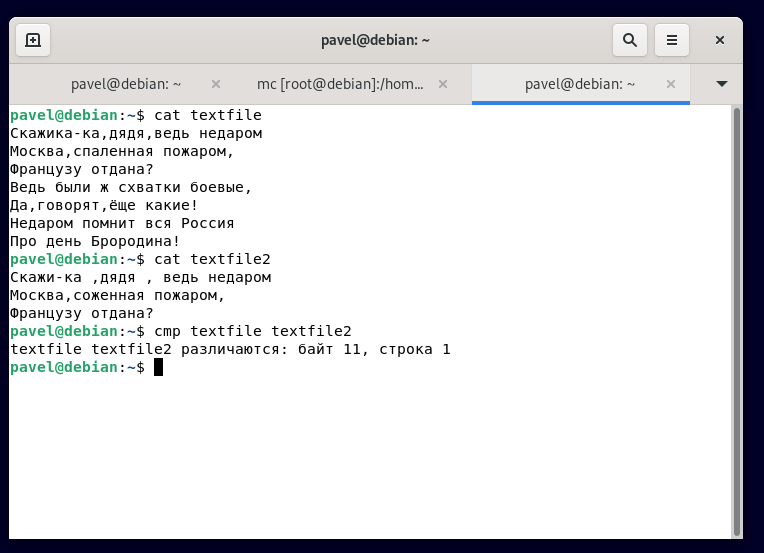 pavel@debian: ~
pavel@debian: ~
mc [root@debian]:/hom...
pavel@debian: ~
pavel@debian:~$ cat textfile
Скажика-ка,дядя,ведь недаром
Москва,спаленная пожаром,
Французу отдана?
Ведь были ж схватки боевые,
Да,говорят,ёще какие!
Недаром помнит вся Россия
Про день Брородина!
pavel@debian:~$ cat textfile2
Скажи-ка ,дядя , ведь недаром
Москва,соженная пожаром,
Французу отдана?
pavel@debian:~$ cmp textfile textfile2
textfile textfile2 различаются: байт 11, строка 1
pavel@debian:~$